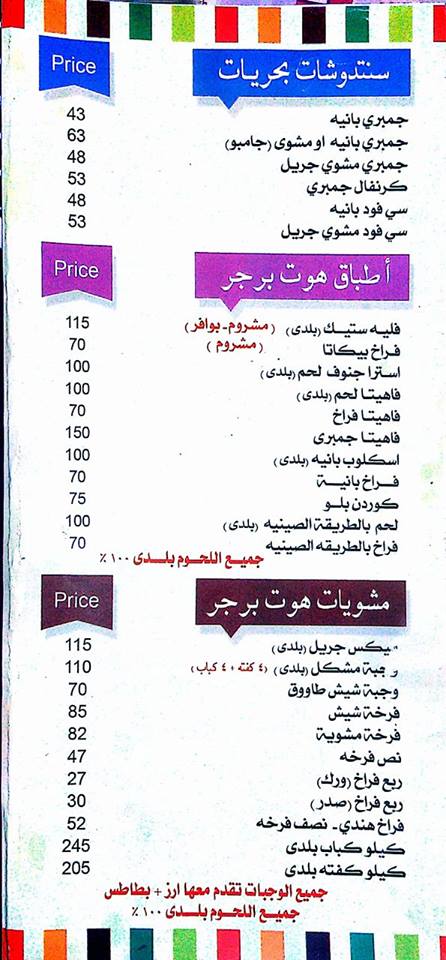 سنتدوشات بحريات Price
جمبري بانيه 43
جمبري بانيه او مشوى (جامبو) 63
جمبري مشوي جريل 48
كرنفال جمبري 53
سي فود بانيه 48
سي فود مشوي جريل 53
أطباق هوت برجر Price
فليه ستيك (بلدى) (مشروم - بوافر) 115
فراخ بيكاتا (مشروم) 70
استرا جنوف لحم (بلدى) 100
فاهيتا لحم (بلدى) 100
فاهيتا فراخ 70
فاهيتا جمبرى 150
اسكلوب بانيه (بلدى) 100
فراخ بانية 70
كوردن بلو 75
لحم بالطريقة الصينيه (بلدى) 100
فراخ بالطريقه الصينيه 70
جميع اللحوم بلدى ١٠٠ ٪
مشويات هوت برجر Price
ميكس جريل (بلدى) 115
وجبة مشكل (بلدى) (٤ كفته + ٤ كباب) 110
وجبة شيش طاووق 70
فرخة شيش 85
فرخة مشوية 82
نص فرخه 47
ربع فراخ (ورك) 27
ربع فراخ (صدر) 30
فراخ هندي - نصف فرخه 52
كيلو كباب بلدى 245
كيلو كفته بلدى 205
جميع الوجبات تقدم معها ارز + بطاطس
جميع اللحوم بلدى ١٠٠ ٪